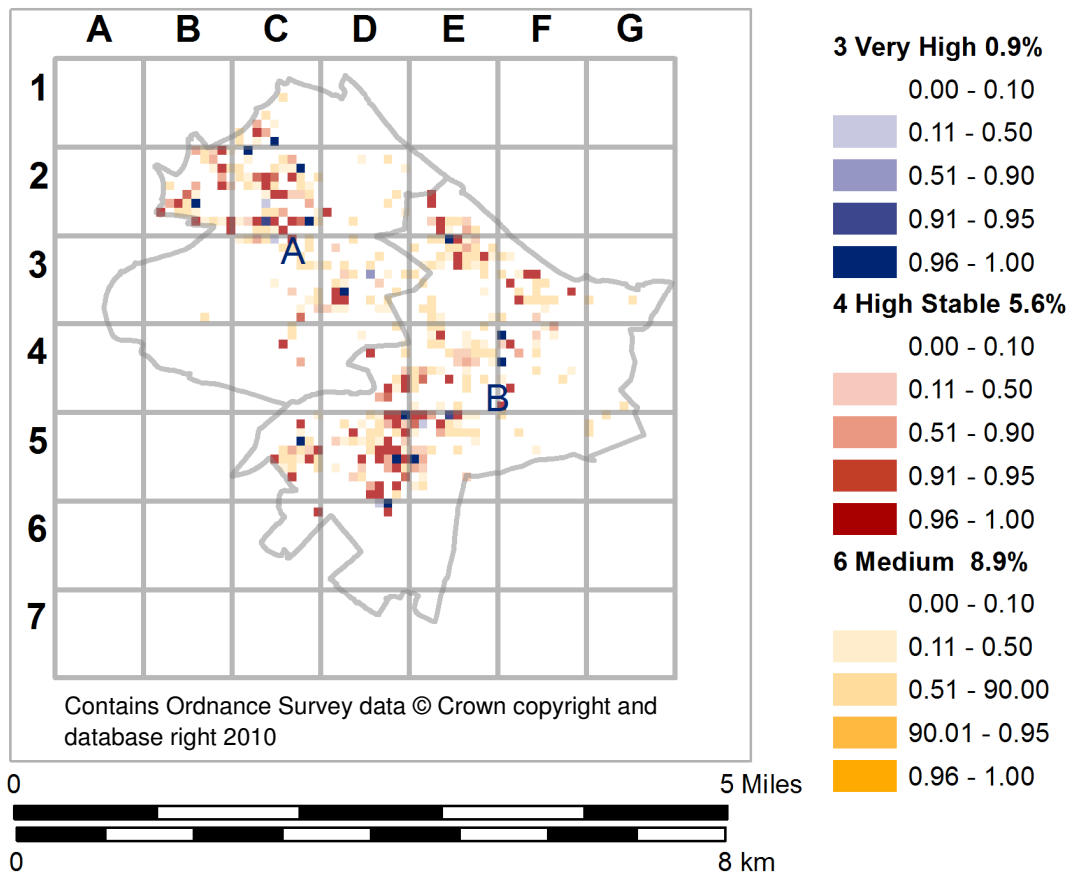 A B C D E F G
1
2
3
4
5
6
7
A
B
Contains Ordnance Survey data © Crown copyright and
database right 2010
0 5 Miles
0 8 km
3 Very High 0.9%
0.00 - 0.10
0.11 - 0.50
0.51 - 0.90
0.91 - 0.95
0.96 - 1.00
4 High Stable 5.6%
0.00 - 0.10
0.11 - 0.50
0.51 - 0.90
0.91 - 0.95
0.96 - 1.00
6 Medium 8.9%
0.00 - 0.10
0.11 - 0.50
0.51 - 90.00
90.01 - 0.95
0.96 - 1.00